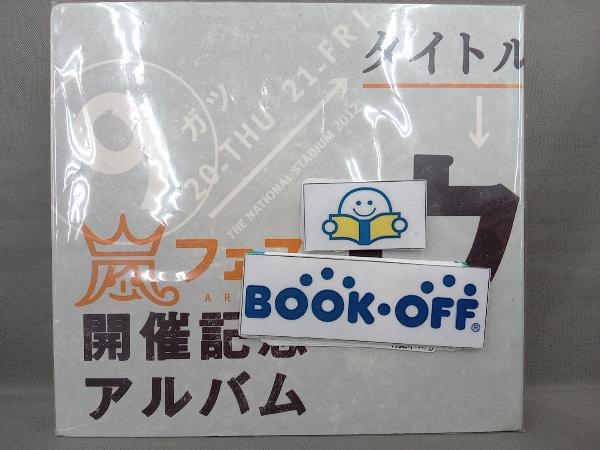 タイトル
9
ガツ
20-THU 21-FRI
THE NATIONAL STADIUM 2012
ウ
嵐フェス
AR
開催記念
アルバム
BOOK・OFF®